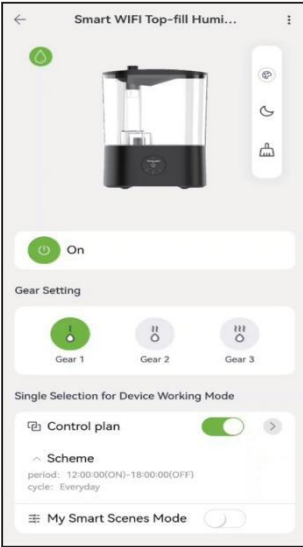 Smart WIFI Top-fill Humi...
On
Gear Setting
Gear 1 Gear 2 Gear 3
Single Selection for Device Working Mode
Control plan
Scheme
period: 12:00:00(ON)-18:00:00(OFF)
cycle: Everyday
My Smart Scenes Mode